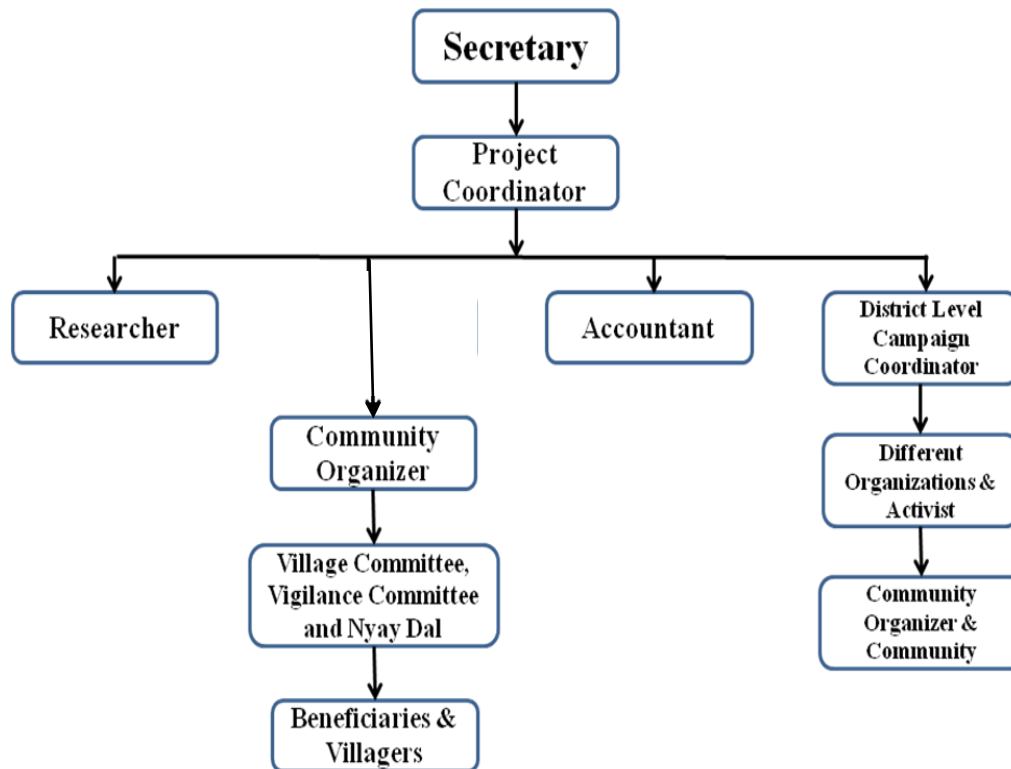 Secretary
Project
Coordinator
Researcher
Accountant
District Level
Campaign
Coordinator
Community
Organizer
Different
Organizations &
Activist
Village Committee,
Vigilance Committee
and Nyay Dal
Community
Organizer &
Community
Beneficiaries &
Villagers